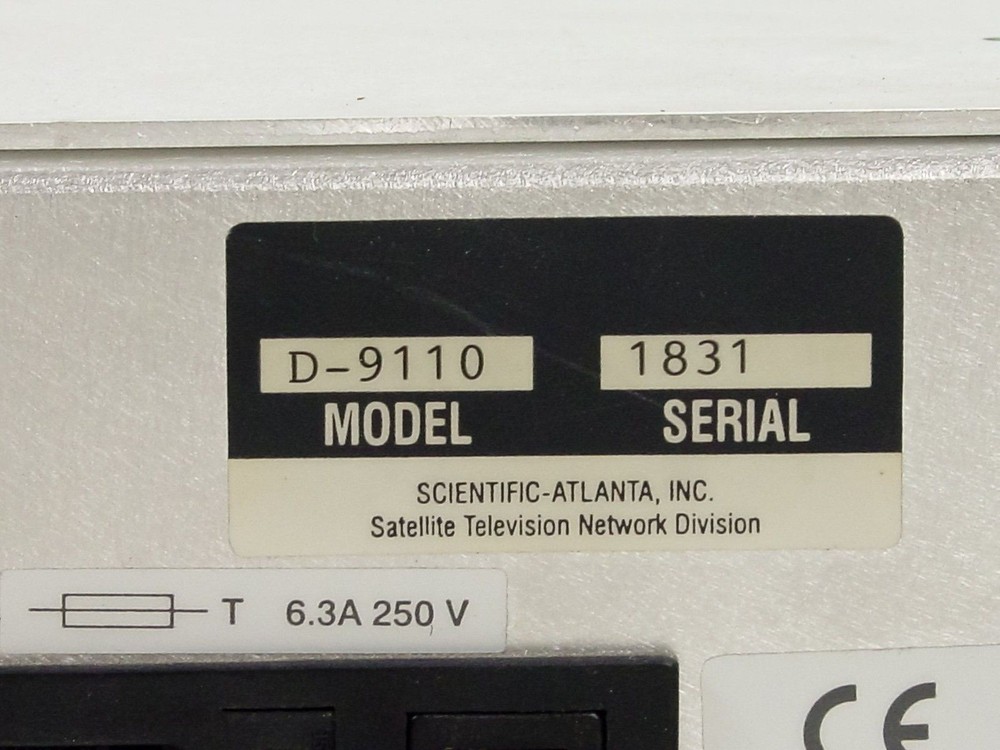 D-9110 1831
MODEL SERIAL
SCIENTIFIC-ATLANTA, INC.
Satellite Television Network Division
T 6.3A 250 V
CE